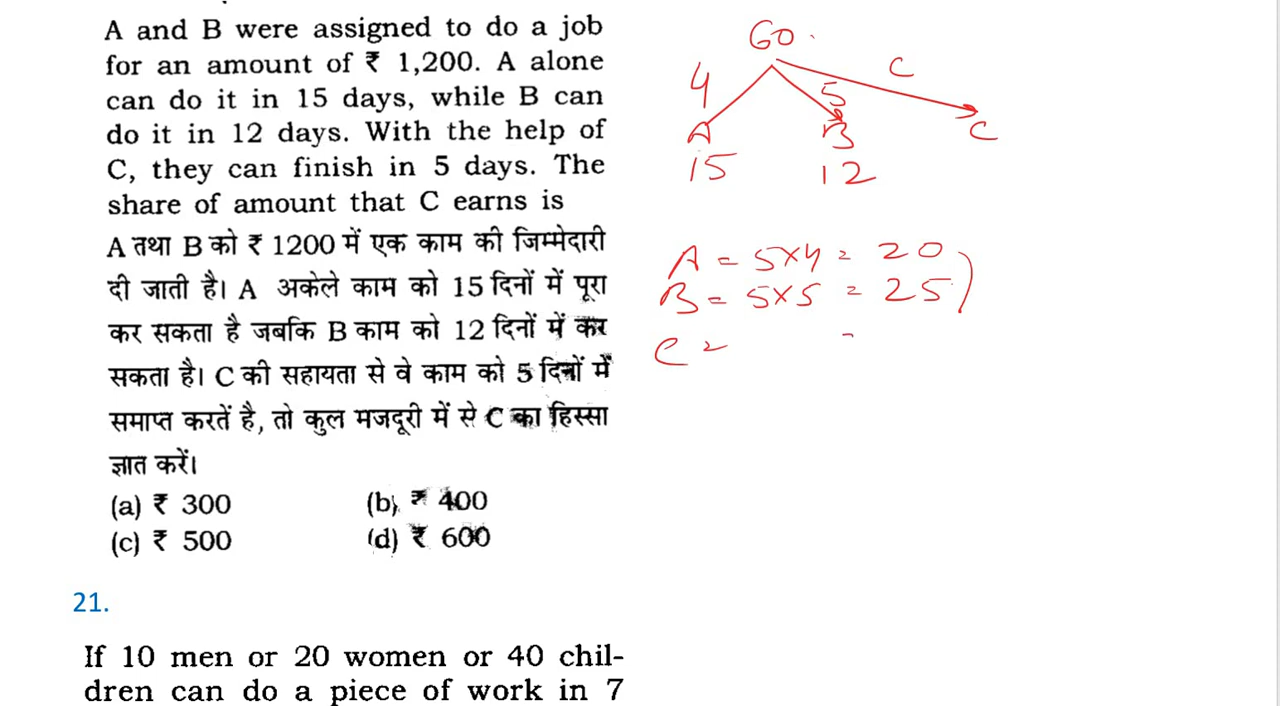 A and B were assigned to do a job
for an amount of ₹ 1,200. A alone
can do it in 15 days, while B can
do it in 12 days. With the help of
C, they can finish in 5 days. The
share of amount that C earns is
A तथा B को ₹ 1200 में एक काम की जिम्मेदारी
दी जाती है। A अकेले काम को 15 दिनों में पूरा
कर सकता है जबकि B काम को 12 दिनों में कर
सकता है। C की सहायता से वे काम को 5 दिनों में
समाप्त करतें है, तो कुल मजदूरी में से C का हिस्सा
ज्ञात करें।
(a) ₹ 300 (b) ₹ 400
(c) ₹ 500 (d) ₹ 600
21.
If 10 men or 20 women or 40 chil-
dren can do a piece of work in 7
60
4 5 C
A B C
15 12
A = 5×4 = 20
B = 5×5 = 25
C = =